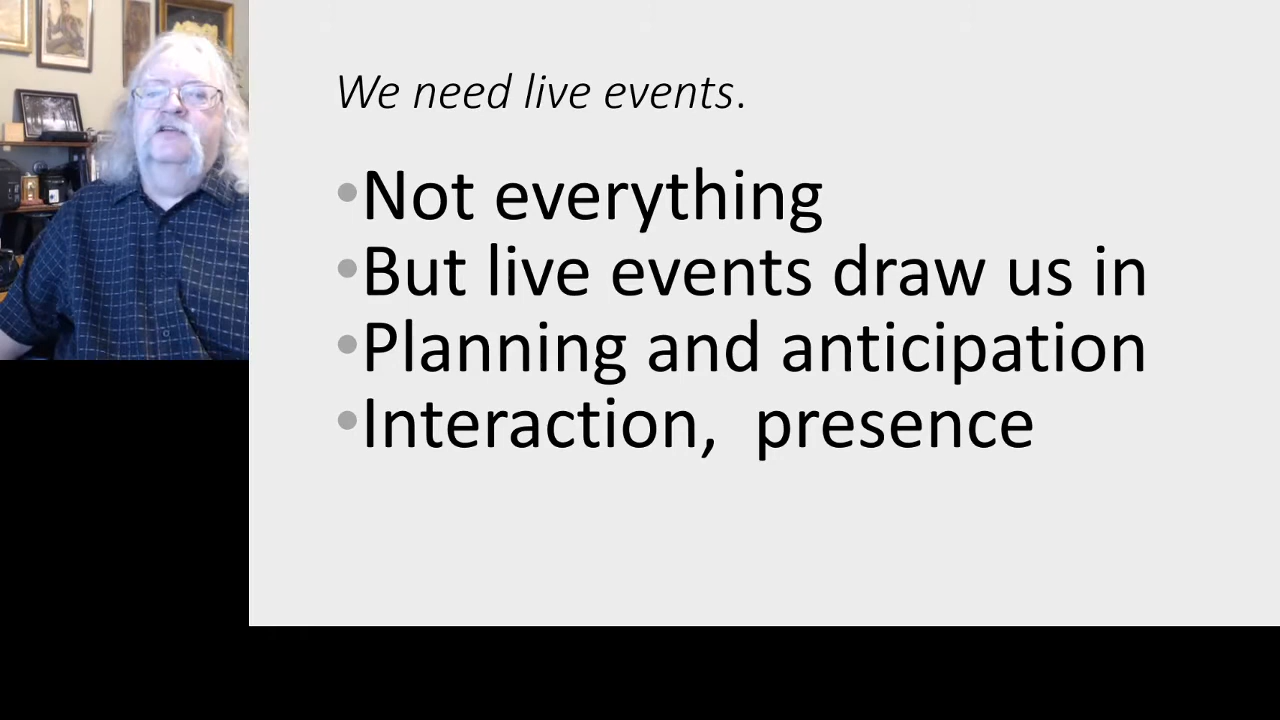 We need live events.
•Not everything
•But live events draw us in
•Planning and anticipation
•Interaction,  presence